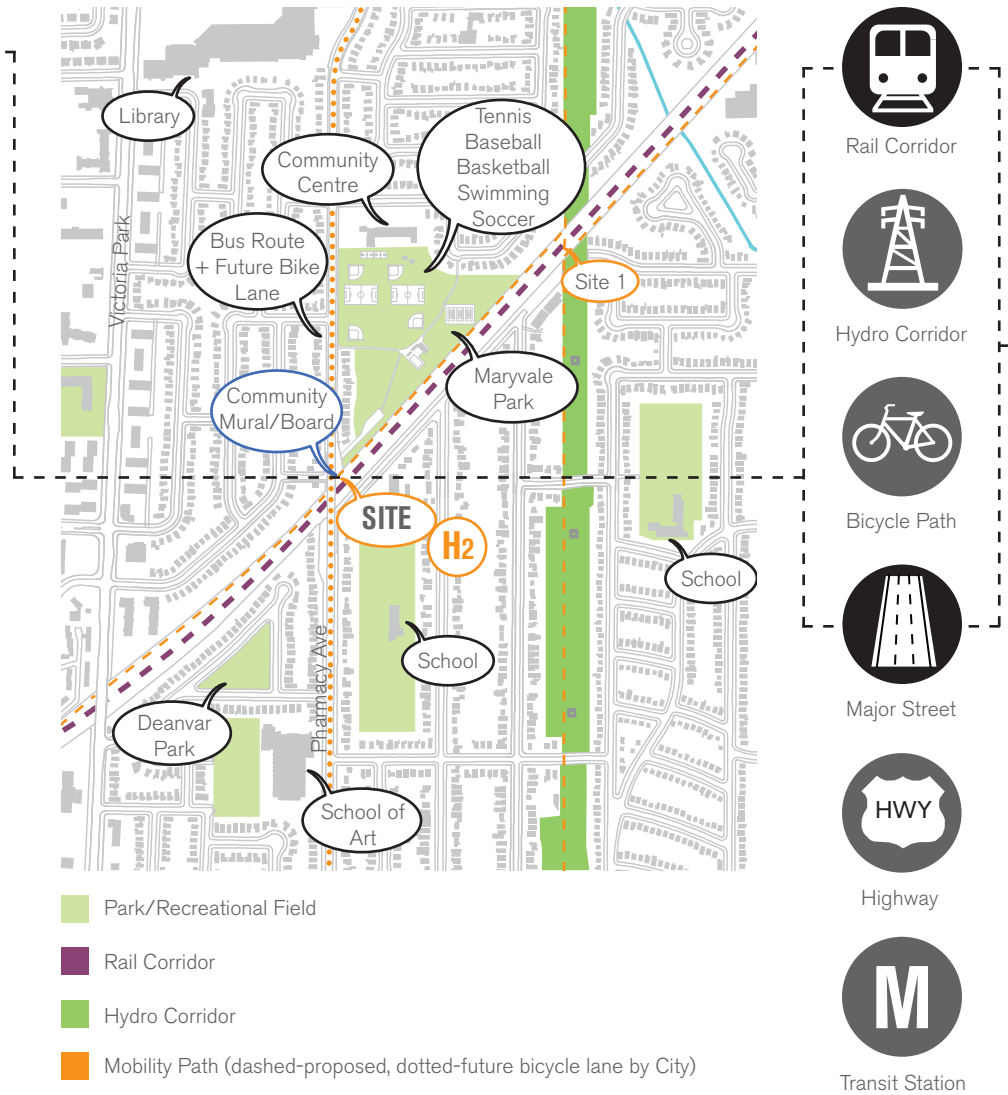 Library
Community
Centre
Tennis
Baseball
Basketball
Swimming
Soccer
Bus Route
+ Future Bike
Lane
Victoria Park
Site 1
Maryvale
Park
Community
Mural/Board
SITE
H2
School
School
Deanvar
Park
Pharmacy Ave
School of
Art
Park/Recreational Field
Rail Corridor
Hydro Corridor
Mobility Path (dashed-proposed, dotted-future bicycle lane by City)
Rail Corridor
Hydro Corridor
Bicycle Path
Major Street
HWY
Highway
M
Transit Station